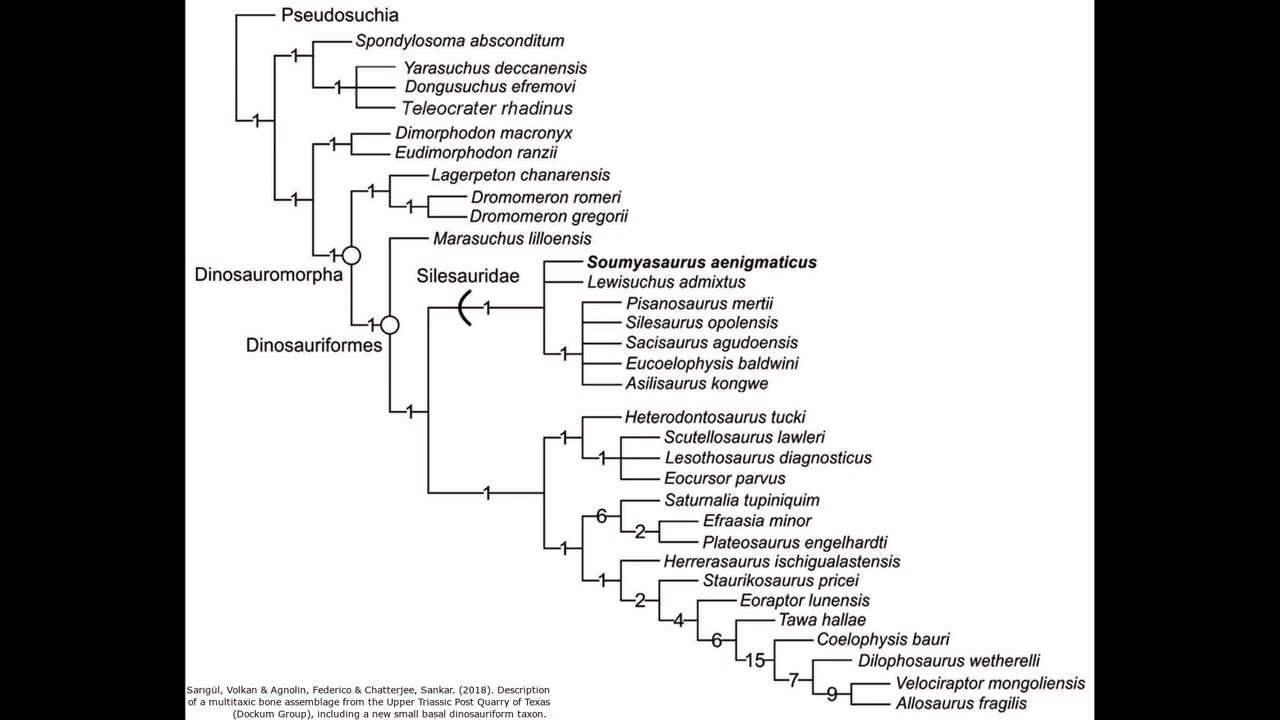 Pseudosuchia
Spondylosoma absconditum
1
Yarasuchus deccanensis
1
Dongusuchus efremovi
Teleocrater rhadinus
1
Dimorphodon macronyx
1
Eudimorphodon ranzii
Lagerpeton chanarensis
1
Dromomeron romeri
1
1
Dromomeron gregorii
Marasuchus lilloensis
1
Dinosauromorpha
Soumyasaurus aenigmaticus
Silesauridae
Lewisuchus admixtus
1
Pisanosaurus mertii
Silesaurus opolensis
1
Dinosauriformes
Sacisaurus agudoensis
1
Eucoelophysis baldwini
Asilisaurus kongwe
1
Heterodontosaurus tucki
1
Scutellosaurus lawleri
1
Lesothosaurus diagnosticus
Eocursor parvus
1
Saturnalia tupiniquim
6
Efraasia minor
2
Plateosaurus engelhardti
1
Herrerasaurus ischigualastensis
1
Staurikosaurus pricei
2
Eoraptor lunensis
4
Tawa hallae
6
Coelophysis bauri
15
Dilophosaurus wetherelli
7
Velociraptor mongoliensis
9
Allosaurus fragilis
Sarıgül, Volkan & Agnolin, Federico & Chatterjee, Sankar. (2018). Description
of a multitaxic bone assemblage from the Upper Triassic Post Quarry of Texas
(Dockum Group), including a new small basal dinosauriform taxon.